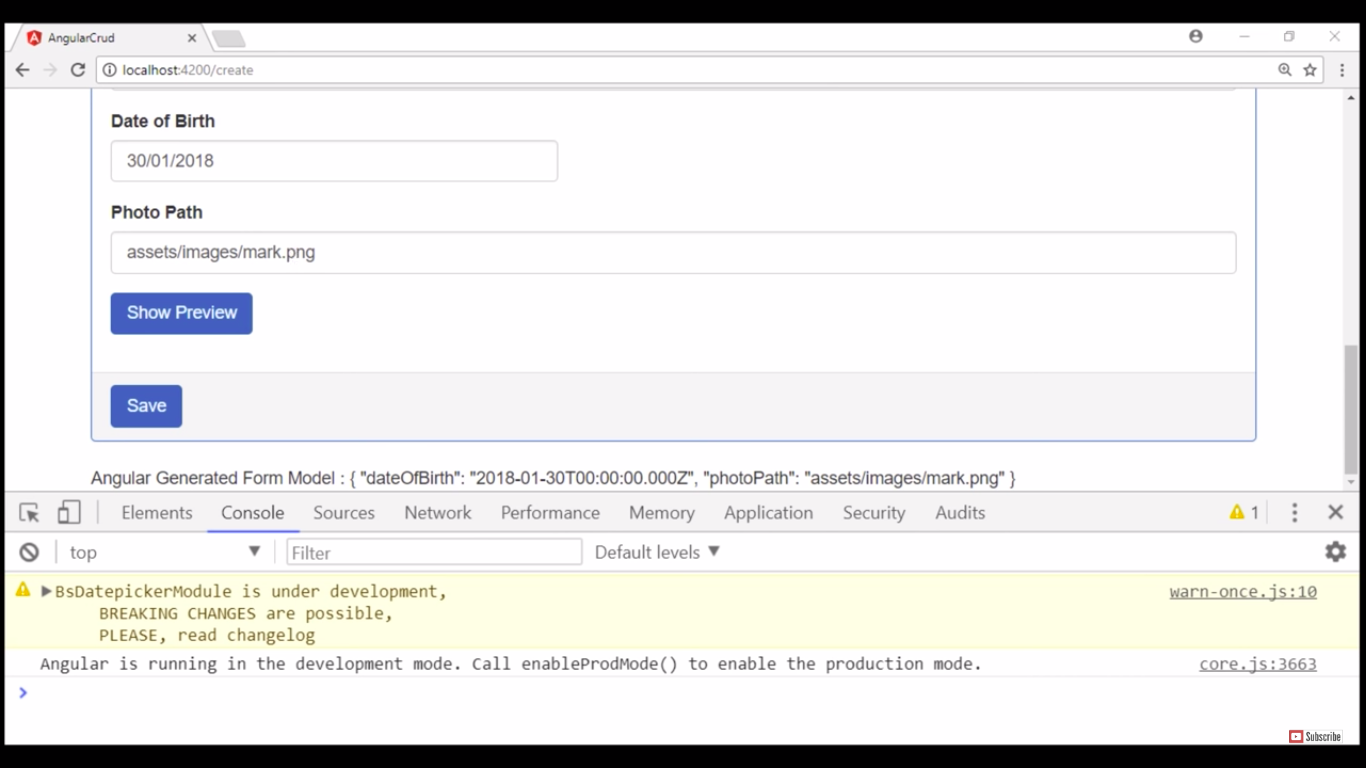 AngularCrud
localhost:4200/create
Date of Birth
30/01/2018
Photo Path
assets/images/mark.png
Show Preview
Save
Angular Generated Form Model : { "dateOfBirth": "2018-01-30T00:00:00.000Z", "photoPath": "assets/images/mark.png" }
Elements Console Sources Network Performance Memory Application Security Audits 1
top Filter Default levels
BsDatepickerModule is under development, warn-once.js:10
BREAKING CHANGES are possible,
PLEASE, read changelog
Angular is running in the development mode. Call enableProdMode() to enable the production mode. core.js:3663
Subscribe